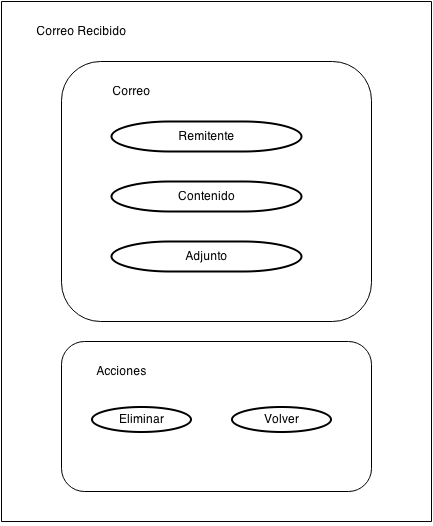 Correo Recibido
Correo
Remitente
Contenido
Adjunto
Acciones
Eliminar
Volver